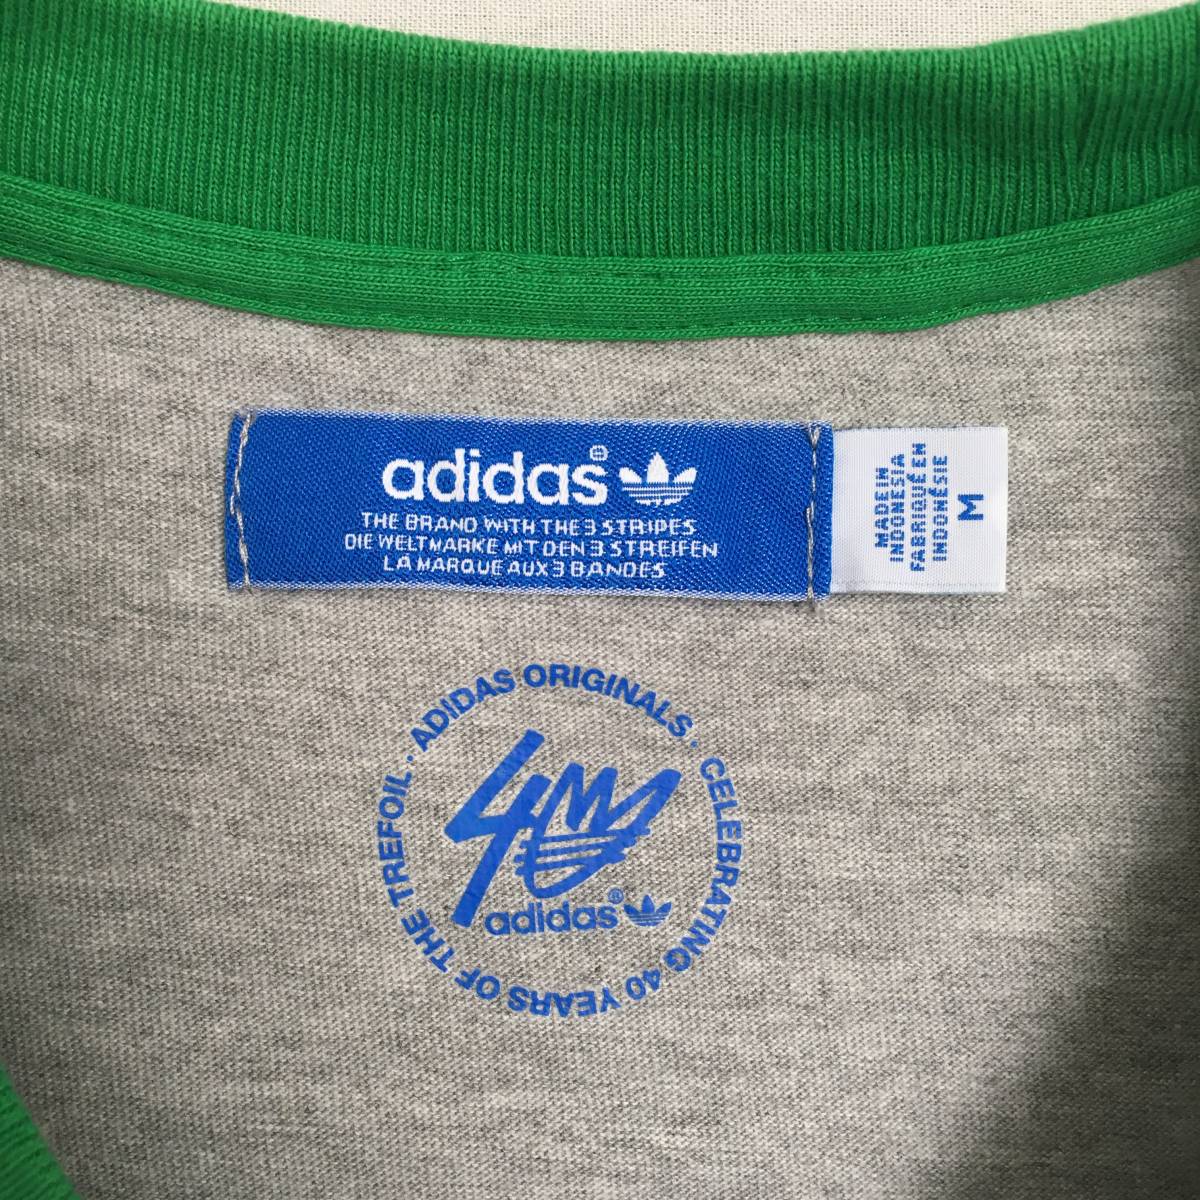 adidas®
THE BRAND WITH THE 3 STRIPES
DIE WELTMARKE MIT DEN 3 STREIFEN
LA MARQUE AUX 3 BANDES
MADE IN
INDONESIA
FABRIQUÉ EN
INDONÉSIE
M
ADIDAS ORIGINALS · CELEBRATING 40 YEARS OF THE TREFOIL ·
40
adidas®